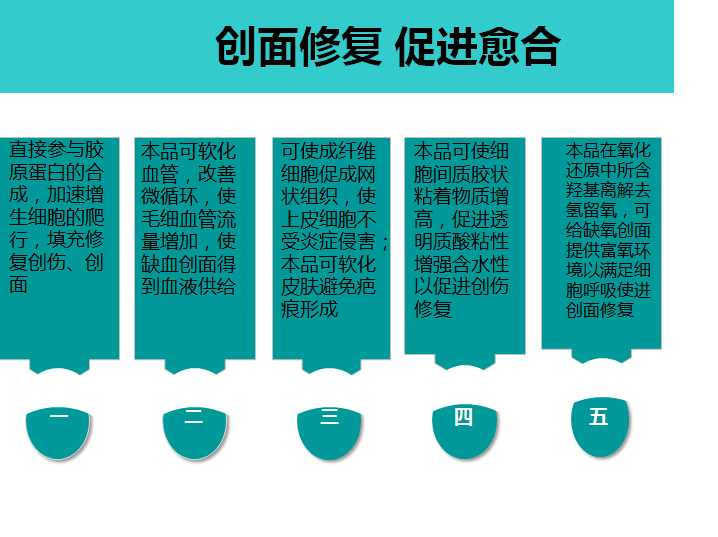 创面修复 促进愈合
直接参与胶
原蛋白的合
成，加速增
生细胞的爬
行，填充修
复创伤、创
面
本品可软化
血管，改善
微循环，使
毛细血管流
量增加，使
缺血创面得
到血液供给
可使成纤维
细胞促成网
状组织，使
上皮细胞不
受炎症侵害；
本品可软化
皮肤避免疤
痕形成
本品可使细
胞间质胶状
粘着物质增
高，促进透
明质酸粘性
增强含水性
以促进创伤
修复
本品在氧化
还原中所含
羟基离解去
氢留氧，可
给缺氧创面
提供富氧环
境以满足细
胞呼吸使进
创面修复
一
二
三
四
五